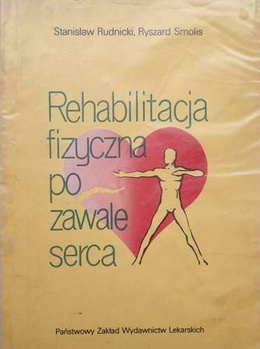 Stanisław Rudnicki, Ryszard Smolis
Rehabilitacja
fizyczna
po
zawale
serca
Państwowy Zakład Wydawnictw Lekarskich